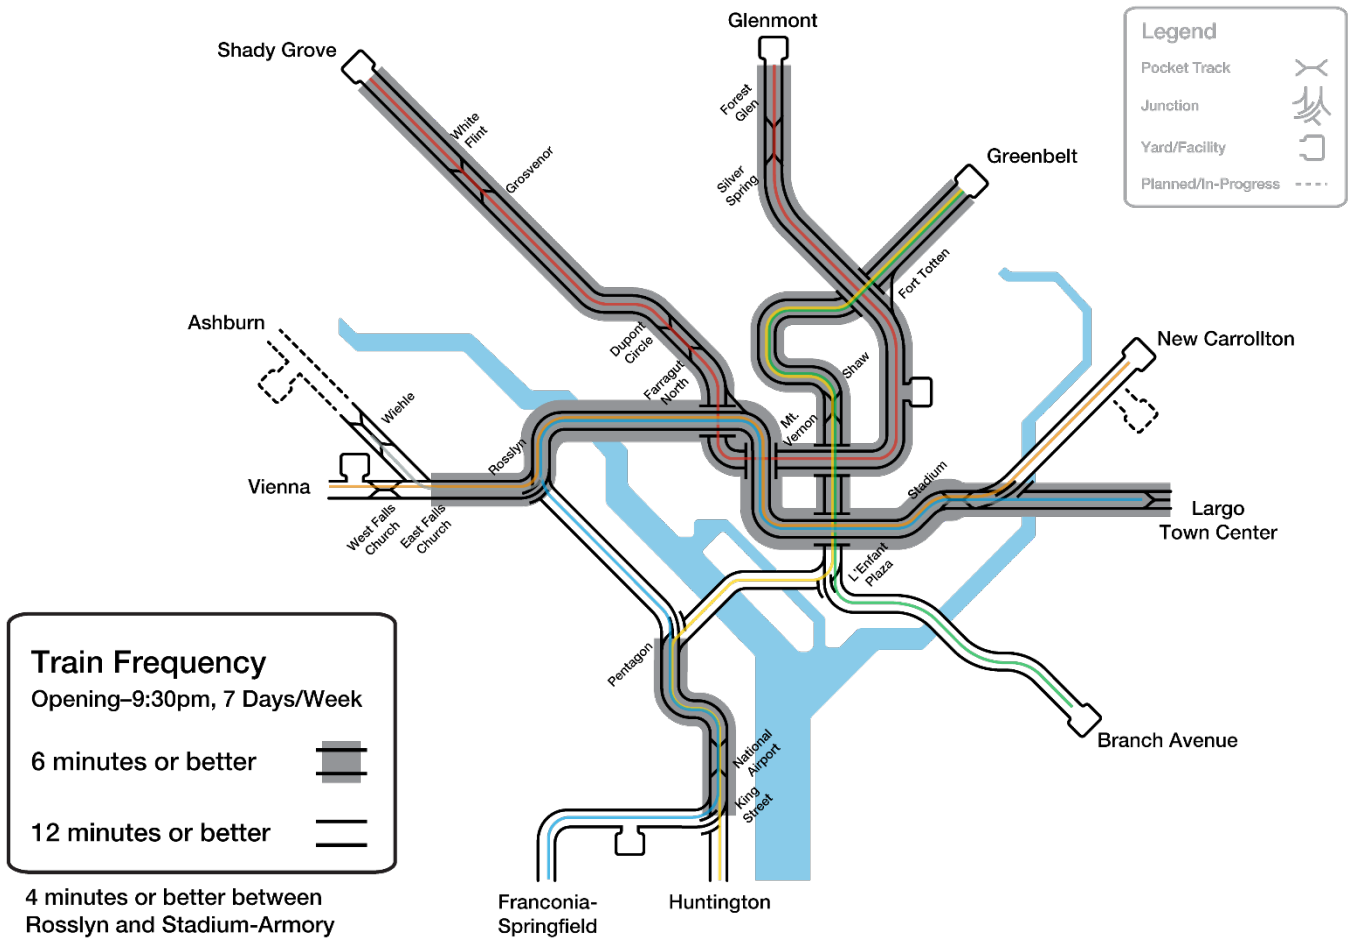 Glenmont
Shady Grove
Legend
Pocket Track
Junction
Yard/Facility
Planned/In-Progress
Forest
Glen
White
Flint
Grosvenor
Silver
Spring
Greenbelt
Fort Totten
Ashburn
Dupont
Circle
Farragut
North
Shaw
New Carrollton
Wiehle
Mt.
Vernon
Rosslyn
Stadium
Vienna
West Falls
Church
East Falls
Church
Largo
Town Center
L'Enfant
Plaza
Pentagon
National
Airport
King
Street
Branch Avenue
Train Frequency
Opening–9:30pm, 7 Days/Week
6 minutes or better
12 minutes or better
4 minutes or better between
Rosslyn and Stadium-Armory
Franconia-
Springfield
Huntington